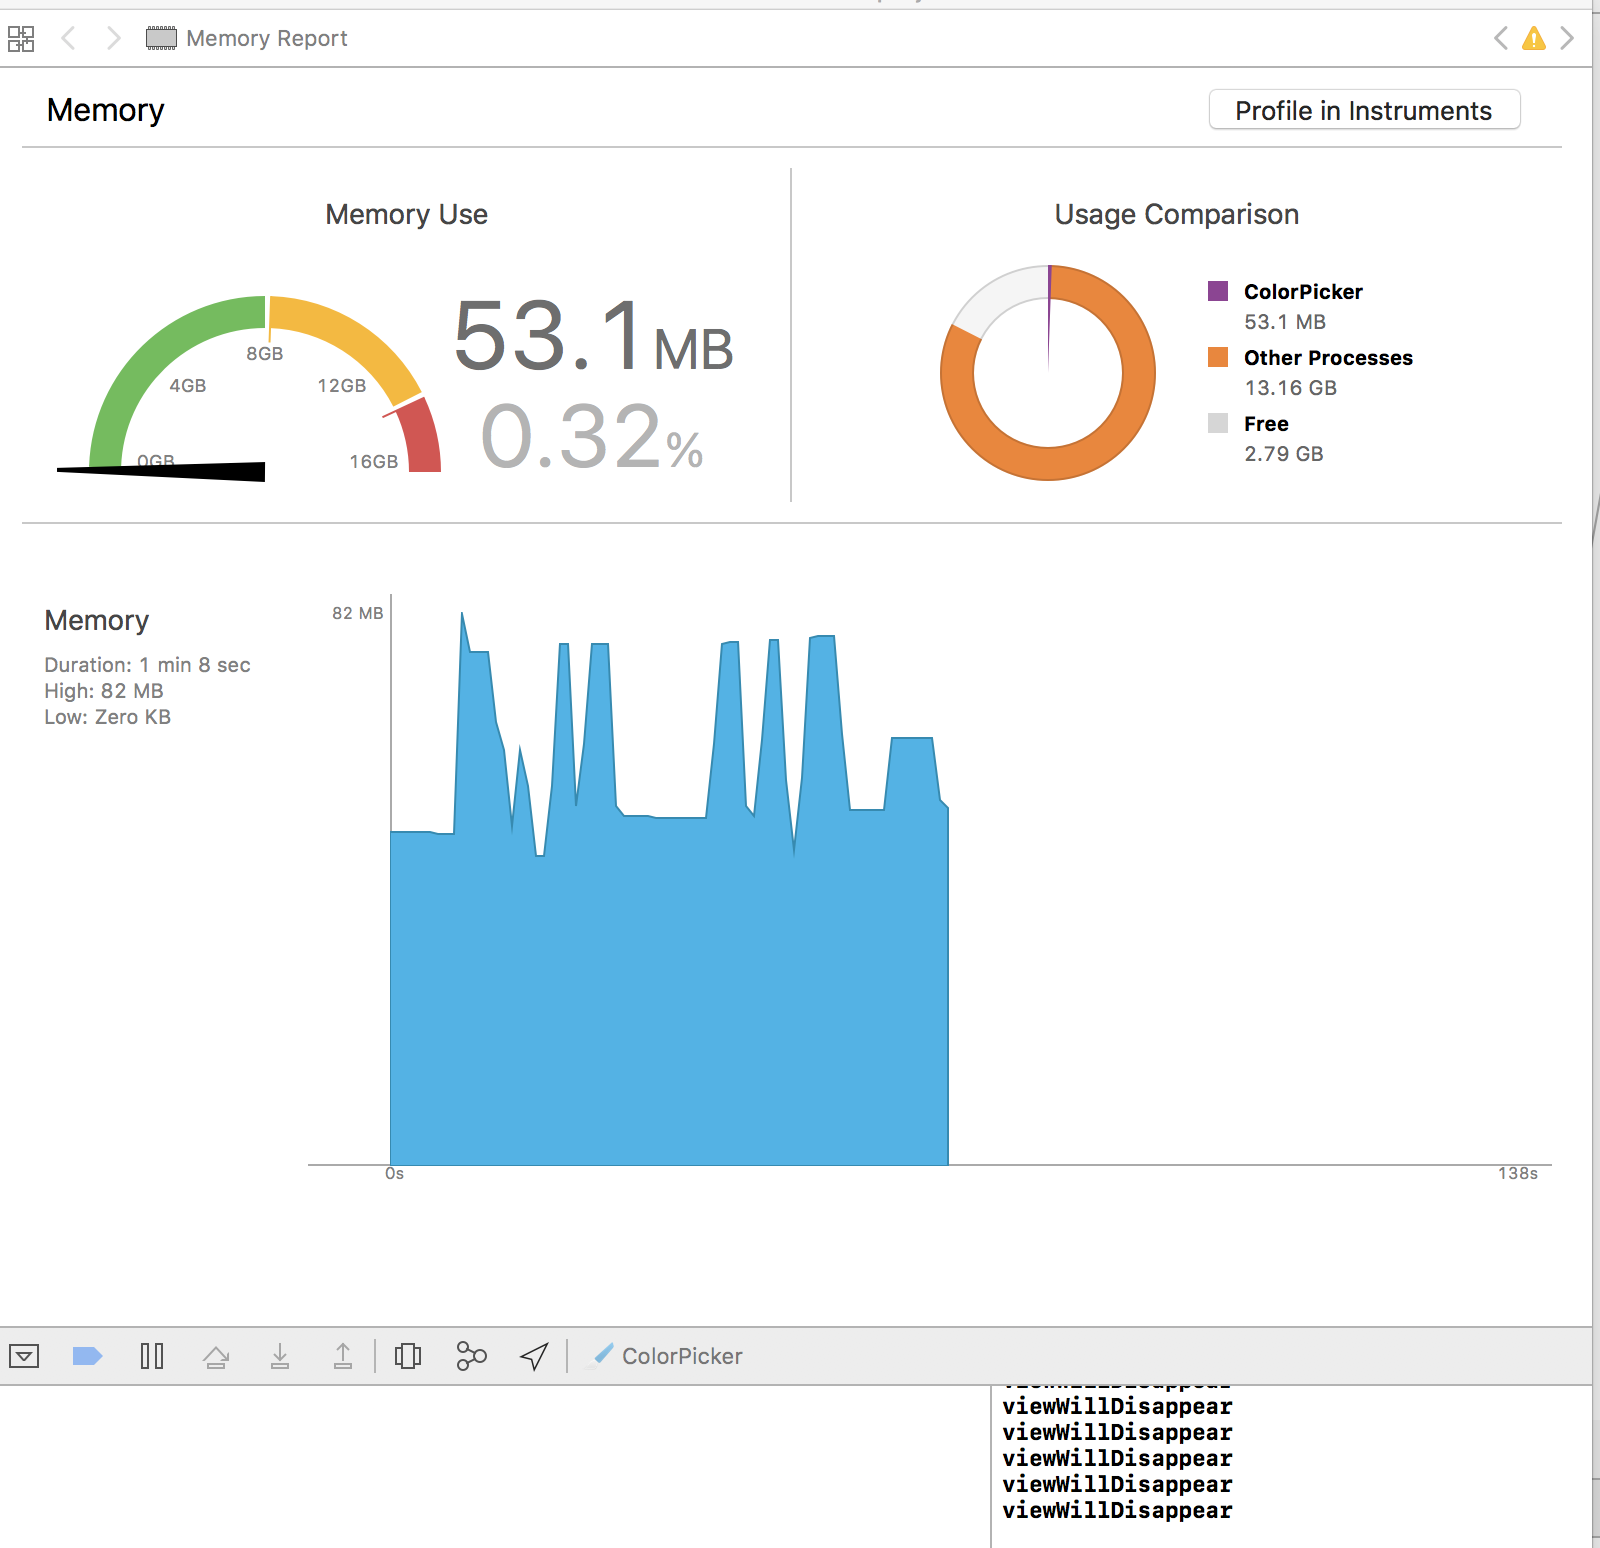 Memory Report
Memory
Profile in Instruments
Memory Use
Usage Comparison
0GB
4GB
8GB
12GB
16GB
53.1 MB
0.32%
ColorPicker
53.1 MB
Other Processes
13.16 GB
Free
2.79 GB
Memory
Duration: 1 min 8 sec
High: 82 MB
Low: Zero KB
82 MB
0s
138s
ColorPicker
viewWillDisappear
viewWillDisappear
viewWillDisappear
viewWillDisappear
viewWillDisappear